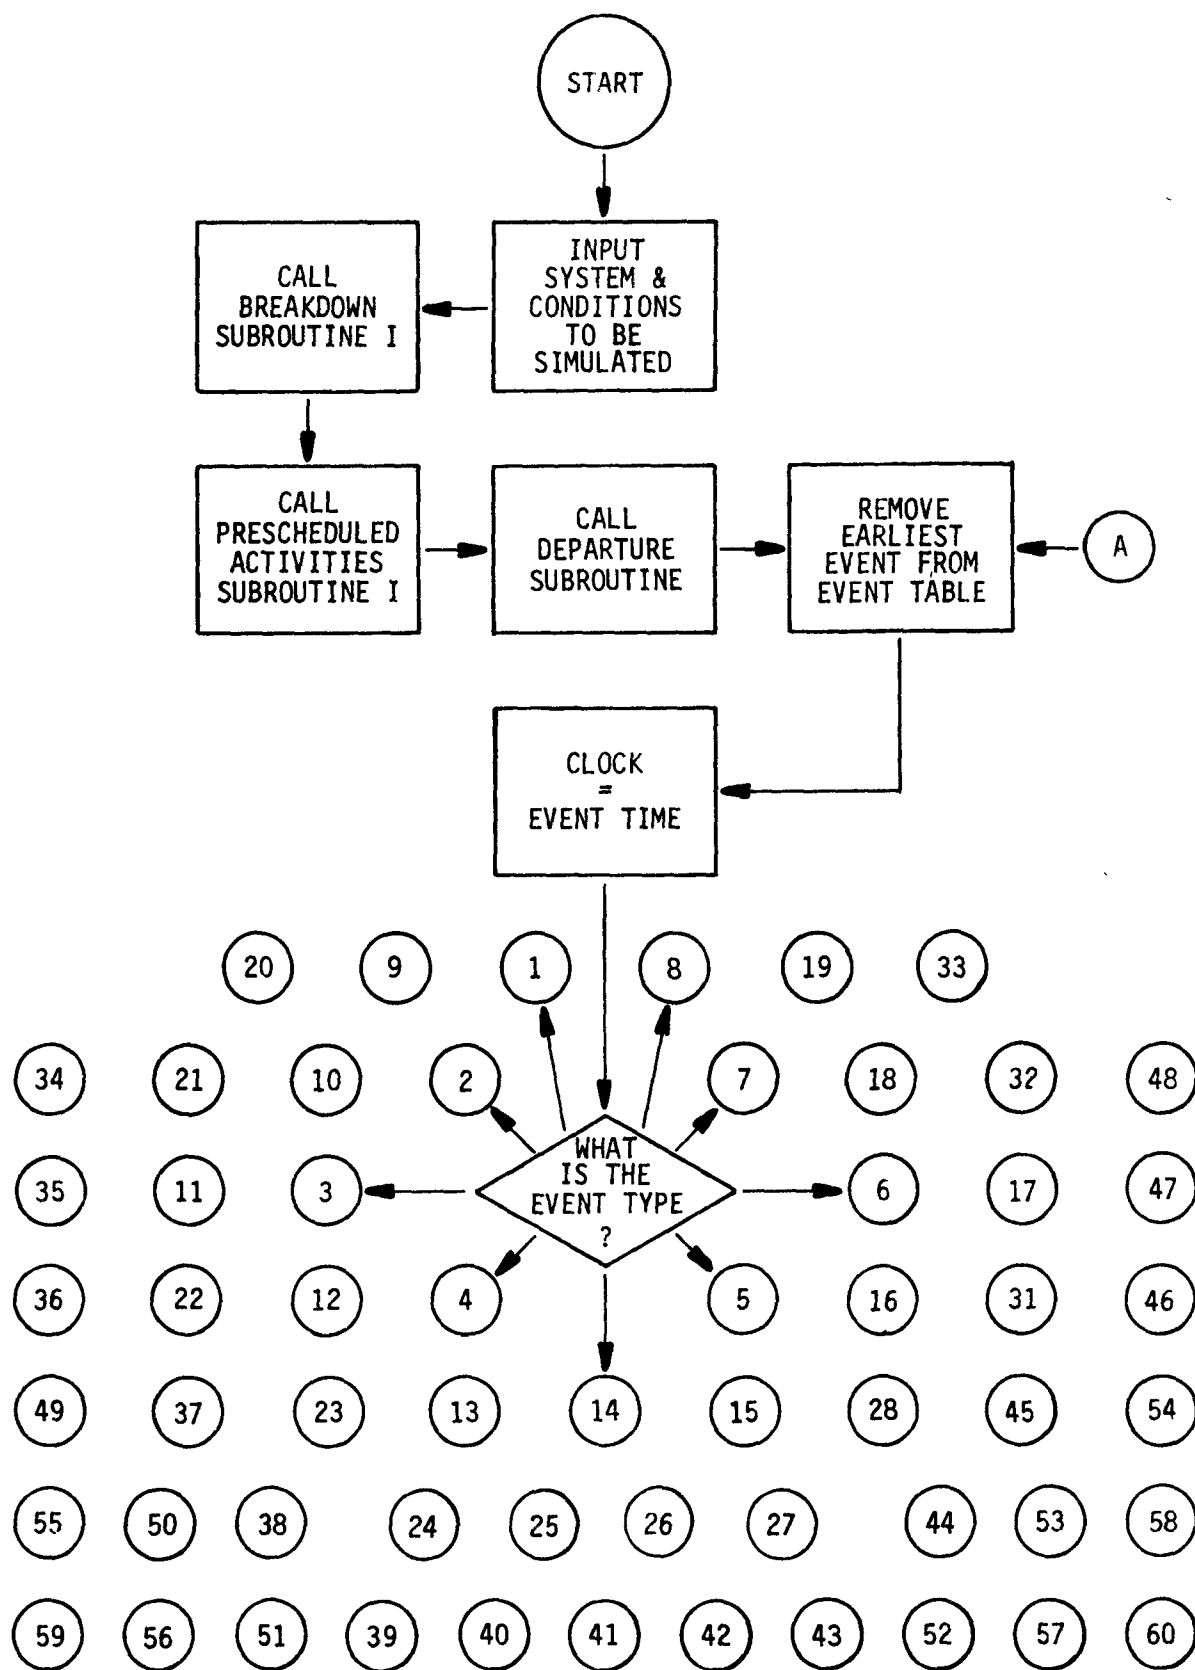 START
INPUT
SYSTEM &
CONDITIONS
TO BE
SIMULATED
CALL
BREAKDOWN
SUBROUTINE I
CALL
PRESCHEDULED
ACTIVITIES
SUBROUTINE I
CALL
DEPARTURE
SUBROUTINE
REMOVE
EARLIEST
EVENT FROM
EVENT TABLE
A
CLOCK
=
EVENT TIME
20 9 1 8 19 33
34 21 10 2 7 18 32 48
WHAT
IS THE
EVENT TYPE
?
35 11 3 6 17 47
36 22 12 4 5 16 31 46
49 37 23 13 14 15 28 45 54
55 50 38 24 25 26 27 44 53 58
59 56 51 39 40 41 42 43 52 57 60